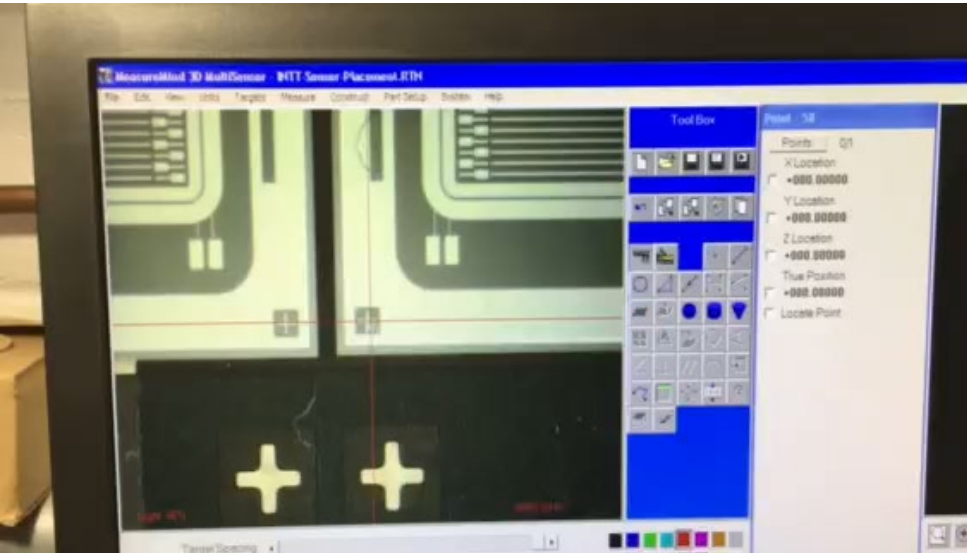 MeasureMind 3D MultiSensor - INTT-Sensor Placement.RTN
File Edit View Units Targets Measure Construct Part Setup System Help
Tool Box
Point - 58
Points 0/1
X Location
+000.00000
Y Location
+000.00000
Z Location
+000.00000
True Position
+000.00000
Locate Point
Target Spacing